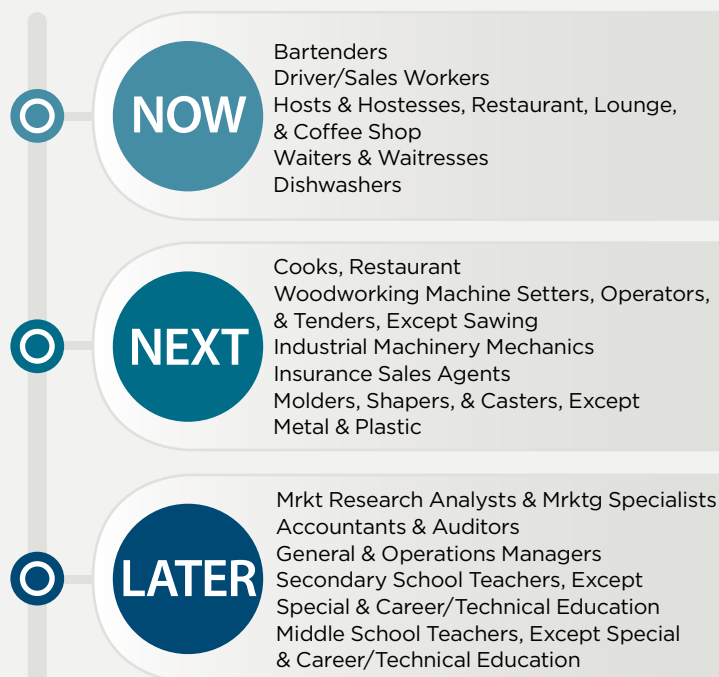 NOW
Bartenders
Driver/Sales Workers
Hosts & Hostesses, Restaurant, Lounge,
& Coffee Shop
Waiters & Waitresses
Dishwashers
NEXT
Cooks, Restaurant
Woodworking Machine Setters, Operators,
& Tenders, Except Sawing
Industrial Machinery Mechanics
Insurance Sales Agents
Molders, Shapers, & Casters, Except
Metal & Plastic
LATER
Mrkt Research Analysts & Mrktg Specialists
Accountants & Auditors
General & Operations Managers
Secondary School Teachers, Except
Special & Career/Technical Education
Middle School Teachers, Except Special
& Career/Technical Education